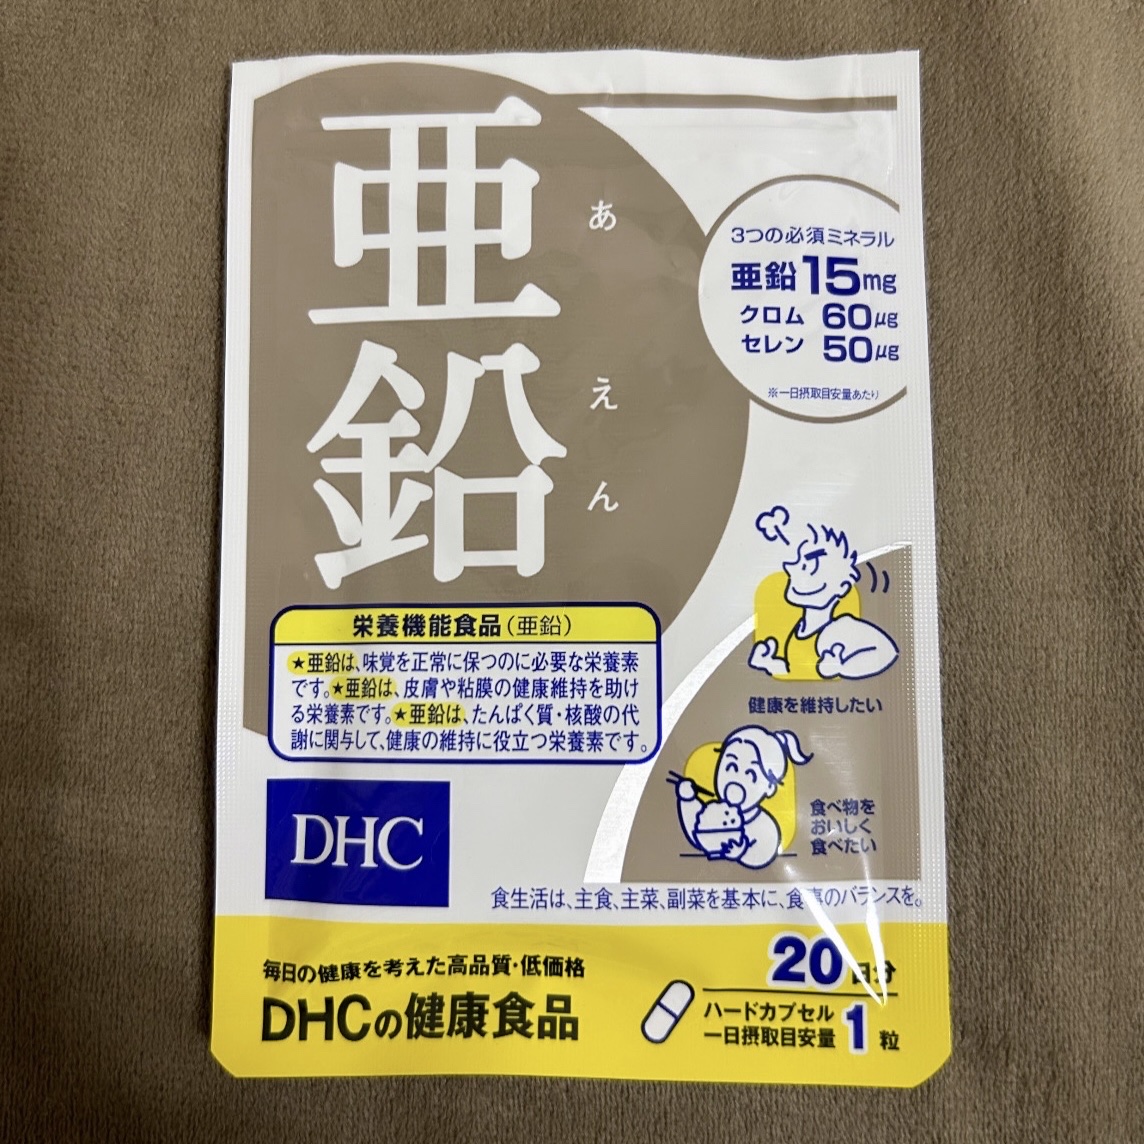 亜鉛
あえん
3つの必須ミネラル
亜鉛 15mg
クロム 60μg
セレン 50μg
※一日摂取目安量あたり
栄養機能食品(亜鉛)
★亜鉛は、味覚を正常に保つのに必要な栄養素
です。★亜鉛は、皮膚や粘膜の健康維持を助け
る栄養素です。★亜鉛は、たんぱく質・核酸の代
謝に関与して、健康の維持に役立つ栄養素です。
健康を維持したい
食べ物を
おいしく
食べたい
DHC
食生活は、主食、主菜、副菜を基本に、食事のバランスを。
毎日の健康を考えた高品質・低価格
DHCの健康食品
20日分
ハードカプセル
一日摂取目安量 1粒